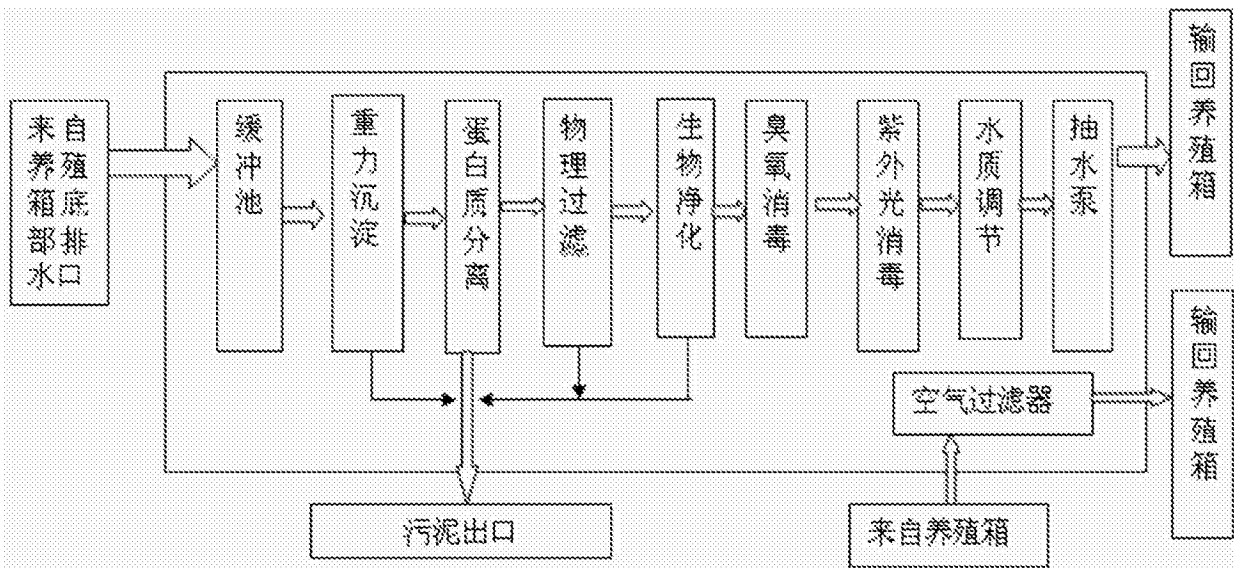 来自养殖箱底部排水口
缓冲池
重力沉淀
蛋白质分离
物理过滤
生物净化
臭氧消毒
紫外光消毒
水质调节
抽水泵
输回养殖箱
空气过滤器
输回养殖箱
污泥出口
来自养殖箱